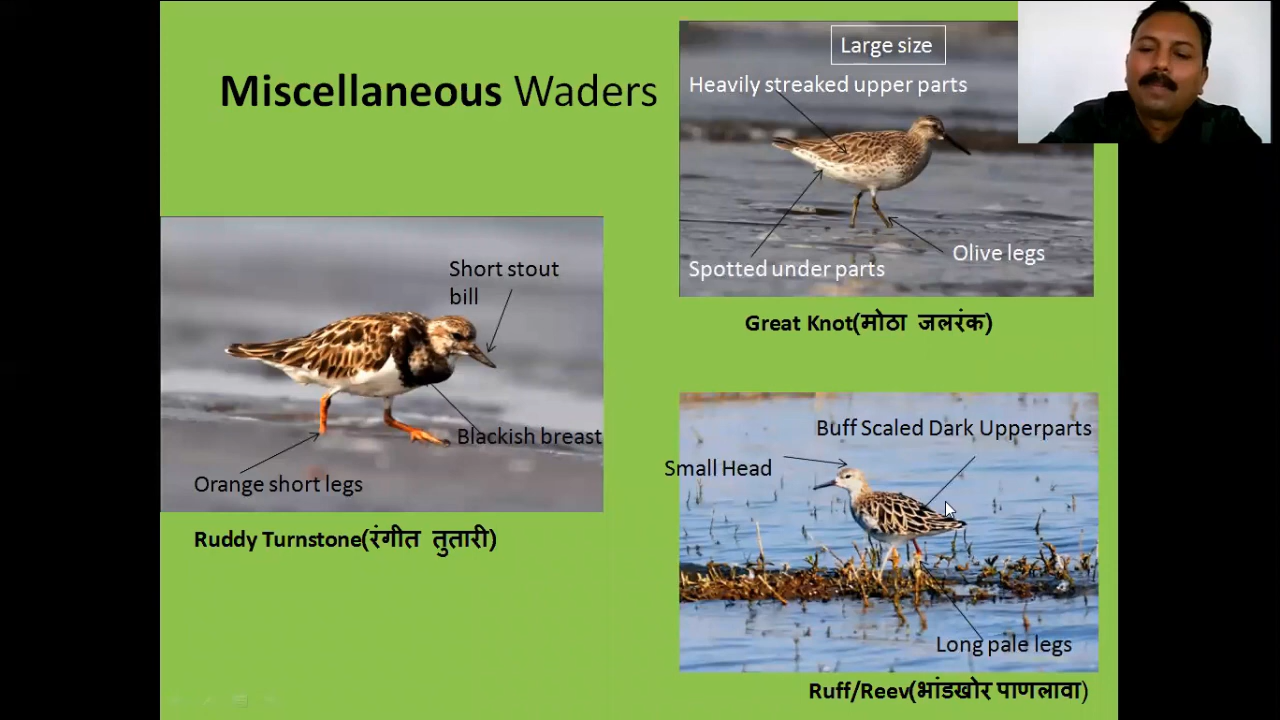 Miscellaneous Waders
Large size
Heavily streaked upper parts
Spotted under parts
Olive legs
Great Knot(मोठा जलरंक)
Short stout
bill
Blackish breast
Orange short legs
Ruddy Turnstone(रंगीत तुतारी)
Buff Scaled Dark Upperparts
Small Head
Long pale legs
Ruff/Reev(भांडखोर पाणलावा)